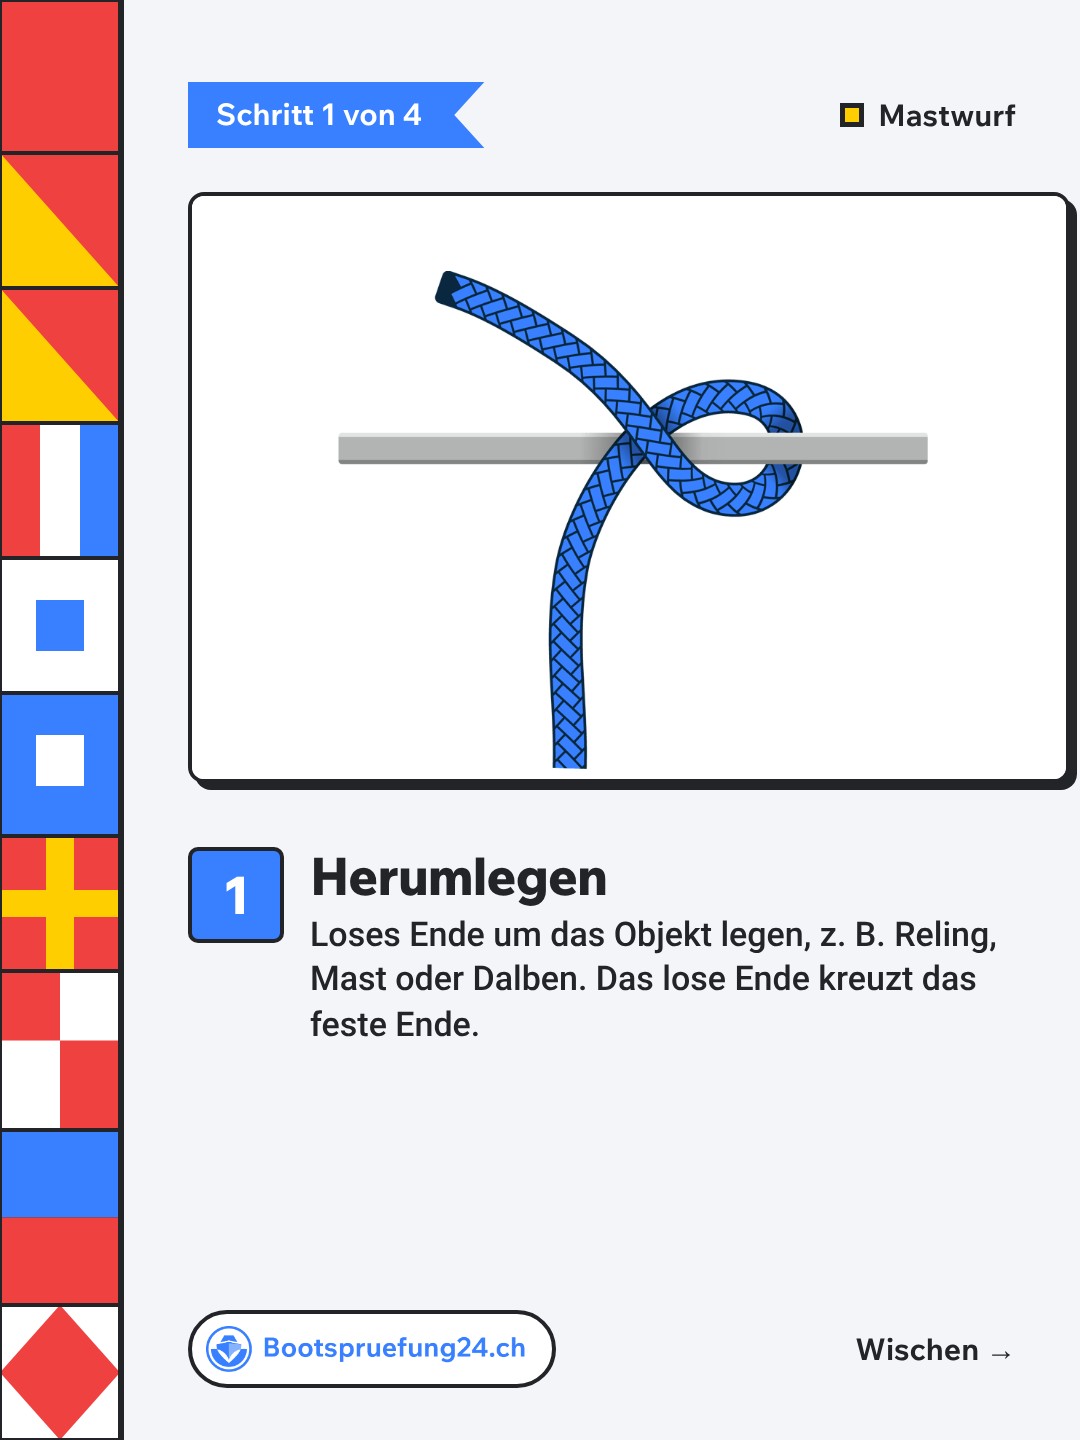 Schritt 1 von 4
Mastwurf
1
Herumlegen
Loses Ende um das Objekt legen, z. B. Reling,
Mast oder Dalben. Das lose Ende kreuzt das
feste Ende.
Bootspruefung24.ch
Wischen →